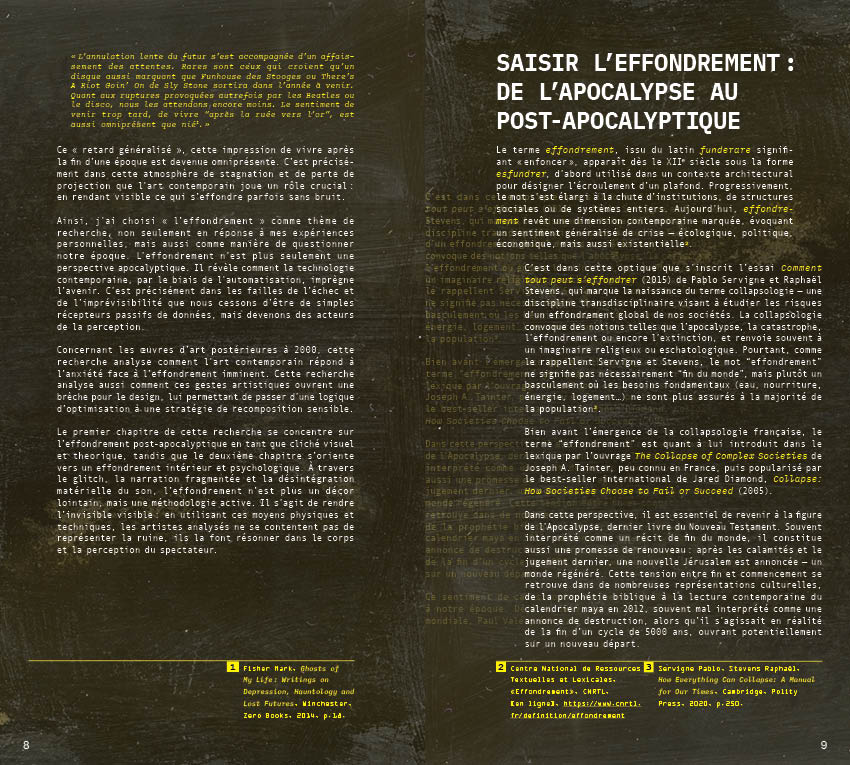 « L’annulation lente du futur s’est accompagnée d’un affais-
sement des attentes. Rares sont ceux qui croient qu’un
disque aussi marquant que Funhouse des Stooges ou There’s
A Riot Goin’ On de Sly Stone sortira dans l’année à venir.
Quant aux ruptures provoquées autrefois par les Beatles ou
le disco, nous les attendons encore moins. Le sentiment de
venir trop tard, de vivre “après la ruée vers l’or”, est
aussi omniprésent que nié¹. »
Ce « retard généralisé », cette impression de vivre après
la fin d’une époque est devenue omniprésente. C’est précisé-
ment dans cette atmosphère de stagnation et de perte de
projection que l’art contemporain joue un rôle crucial :
en rendant visible ce qui s’effondre parfois sans bruit.
Ainsi, j’ai choisi « l’effondrement » comme thème de
recherche, non seulement en réponse à mes expériences
personnelles, mais aussi comme manière de questionner
notre époque. L’effondrement n’est plus seulement une
perspective apocalyptique. Il révèle comment la technologie
contemporaine, par le biais de l’automatisation, imprègne
l’avenir. C’est précisément dans les failles de l’échec et
de l’imprévisibilité que nous cessons d’être de simples
récepteurs passifs de données, mais devenons des acteurs
de la perception.
Concernant les œuvres d’art postérieures à 2000, cette
recherche analyse comment l’art contemporain répond à
l’anxiété face à l’effondrement imminent. Cette recherche
analyse aussi comment ces gestes artistiques ouvrent une
brèche pour le design, lui permettant de passer d’une logique
d’optimisation à une stratégie de recomposition sensible.
Le premier chapitre de cette recherche se concentre sur
l’effondrement post-apocalyptique en tant que cliché visuel
et theorique, tandis que le deuxième chapitre s’oriente
vers un effondrement intérieur et psychologique. À travers
le glitch, la narration fragmentée et la désintégration
matérielle du son, l’effondrement n’est plus un décor
lointain, mais une méthodologie active. Il s’agit de rendre
l’invisible visible : en utilisant ces moyens physiques et
techniques, les artistes analysés ne se contentent pas de
représenter la ruine, ils la font résonner dans le corps
et la perception du spectateur.
1 Fisher Mark, Ghosts of
My Life : Writings on
Depression, Hauntology and
Lost Futures, Winchester,
Zero Books, 2014, p.18.
8
SAISIR L’EFFONDREMENT :
DE L’APOCALYPSE AU
POST-APOCALYPTIQUE
Le terme effondrement, issu du latin funderare signifi-
ant « enfoncer », apparaît dès le XIIᵉ siècle sous la forme
esfundrer, d’abord utilisé dans un contexte architectural
pour désigner l’écroulement d’un plafond. Progressivement,
le mot s’est élargi à la chute d’institutions, de structures
sociales ou de systèmes entiers. Aujourd’hui, effondre-
ment revêt une dimension contemporaine marquée, évoquant
un sentiment généralisé de crise — écologique, politique,
économique, mais aussi existentielle².
C’est dans cette optique que s’inscrit l’essai Comment
tout peut s’effondrer (2015) de Pablo Servigne et Raphaël
Stevens, qui marque la naissance du terme collapsologie — une
discipline transdisciplinaire visant à étudier les risques
d’un effondrement global de nos sociétés. La collapsologie
convoque des notions telles que l’apocalypse, la catastrophe,
l’effondrement ou encore l’extinction, et renvoie souvent à
un imaginaire religieux ou eschatologique. Pourtant, comme
le rappellent Servigne et Stevens, le mot “effondrement”
ne signifie pas nécessairement “fin du monde”, mais plutôt un
basculement où les besoins fondamentaux (eau, nourriture,
énergie, logement…) ne sont plus assurés à la majorité de
la population³.
Bien avant l’émergence de la collapsologie française, le
terme “effondrement” est quant à lui introduit dans le
lexique par l’ouvrage The Collapse of Complex Societies de
Joseph A. Tainter, peu connu en France, puis popularisé par
le best-seller international de Jared Diamond, Collapse:
How Societies Choose to Fail or Succeed (2005).
Dans cette perspective, il est essentiel de revenir à la figure
de l’Apocalypse, dernier livre du Nouveau Testament. Souvent
interprété comme un récit de fin du monde, il constitue
aussi une promesse de renouveau : après les calamités et le
jugement dernier, une nouvelle Jérusalem est annoncée — un
monde régénéré. Cette tension entre fin et commencement se
retrouve dans de nombreuses représentations culturelles,
de la prophétie biblique à la lecture contemporaine du
calendrier maya en 2012, souvent mal interprété comme une
annonce de destruction, alors qu’il s’agissait en réalité
de la fin d’un cycle de 5000 ans, ouvrant potentiellement
sur un nouveau départ.
2 Centre National de Ressources
Textuelles et Lexicales,
«Effondrement», CNRTL,
[en ligne], https://www.cnrtl.
fr/definition/effondrement
3 Servigne Pablo, Stevens Raphaël,
How Everything Can Collapse: A Manual
for Our Times, Cambridge, Polity
Press, 2020, p.250.
9